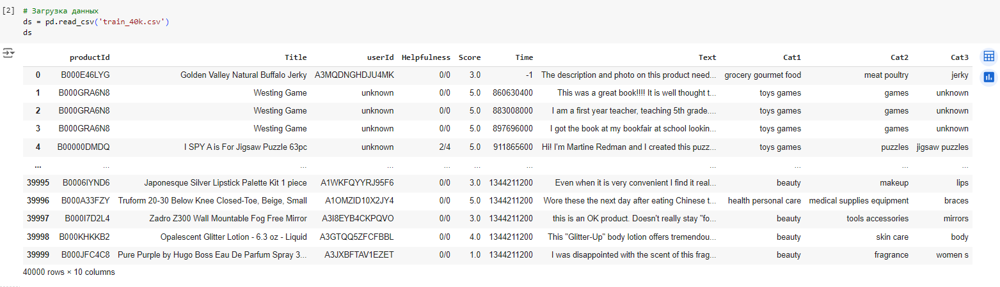 [2] # Загрузка данных
ds = pd.read_csv('train_40k.csv')
ds
productId Title userId Helpfulness Score Time Text Cat1 Cat2 Cat3
0 B000E46LYG Golden Valley Natural Buffalo Jerky A3MQDNGHDJU4MK 0/0 3.0 -1 The description and photo on this product need... grocery gourmet food meat poultry jerky
1 B000GRA6N8 Westing Game unknown 0/0 5.0 860630400 This was a great book!!!! It is well thought t... toys games games unknown
2 B000GRA6N8 Westing Game unknown 0/0 5.0 883008000 I am a first year teacher, teaching 5th grade.... toys games games unknown
3 B000GRA6N8 Westing Game unknown 0/0 5.0 897696000 I got the book at my bookfair at school lookin... toys games games unknown
4 B00000DMDQ I SPY A is For Jigsaw Puzzle 63pc unknown 2/4 5.0 911865600 Hi! I'm Martine Redman and I created this puzz... toys games puzzles jigsaw puzzles
... ... ... ... ... ... ... ... ... ... ...
39995 B0006IYND6 Japonesque Silver Lipstick Palette Kit 1 piece A1WKFQYYRJ95F6 0/0 3.0 1344211200 Even when it is very convenient I find it real... beauty makeup lips
39996 B000A33FZY Truform 20-30 Below Knee Closed-Toe, Beige, Small A1OMZID10X2JY4 0/0 5.0 1344211200 Wore these the next day after eating Chinese t... health personal care medical supplies equipment braces
39997 B000I7D2L4 Zadro Z300 Wall Mountable Fog Free Mirror A3I8EYB4CKPQVO 0/0 3.0 1344211200 this is an OK product. Doesn't really stay "fo... beauty tools accessories mirrors
39998 B000KHKKB2 Opalescent Glitter Lotion - 6.3 oz - Liquid A3GTQQ5ZFCFBBL 0/0 4.0 1344211200 This "Glitter-Up" body lotion offers tremendou... beauty skin care body
39999 B000JFC4C8 Pure Purple by Hugo Boss Eau De Parfum Spray 3... A3JXBFTAV1EZET 0/0 1.0 1344211200 I was disappointed with the scent of this frag... beauty fragrance women s
40000 rows × 10 columns